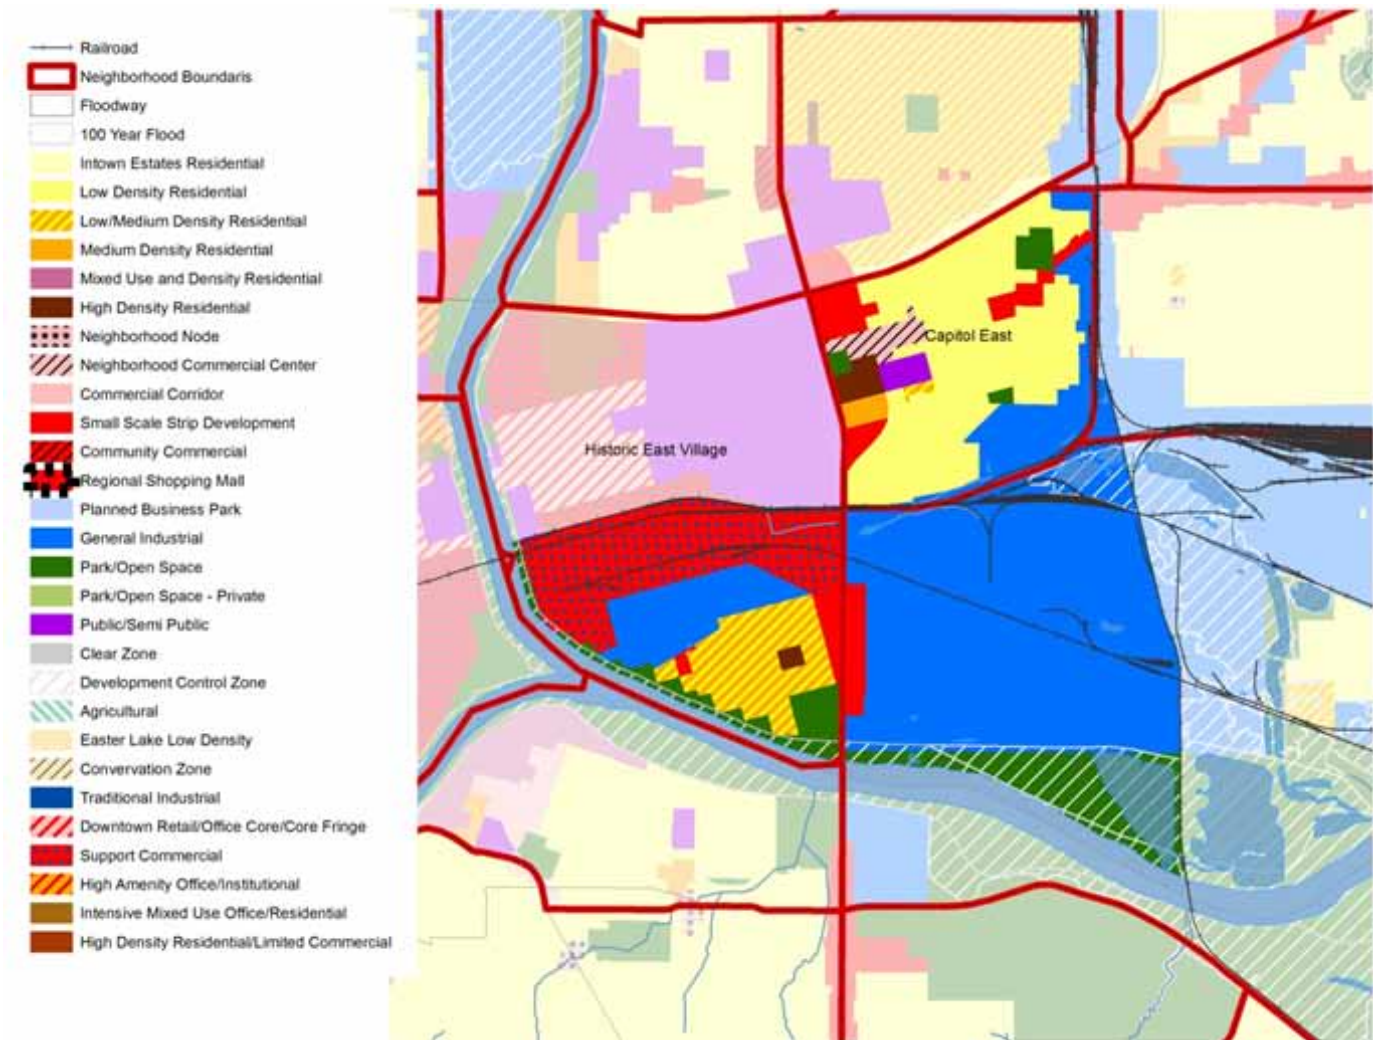 Railroad
Neighborhood Boundaris
Floodway
100 Year Flood
Intown Estates Residential
Low Density Residential
Low/Medium Density Residential
Medium Density Residential
Mixed Use and Density Residential
High Density Residential
Neighborhood Node
Neighborhood Commercial Center
Commercial Corridor
Small Scale Strip Development
Community Commercial
Regional Shopping Mall
Planned Business Park
General Industrial
Park/Open Space
Park/Open Space - Private
Public/Semi Public
Clear Zone
Development Control Zone
Agricultural
Easter Lake Low Density
Convervation Zone
Traditional Industrial
Downtown Retail/Office Core/Core Fringe
Support Commercial
High Amenity Office/Institutional
Intensive Mixed Use Office/Residential
High Density Residential/Limited Commercial
Capitol East
Historic East Village